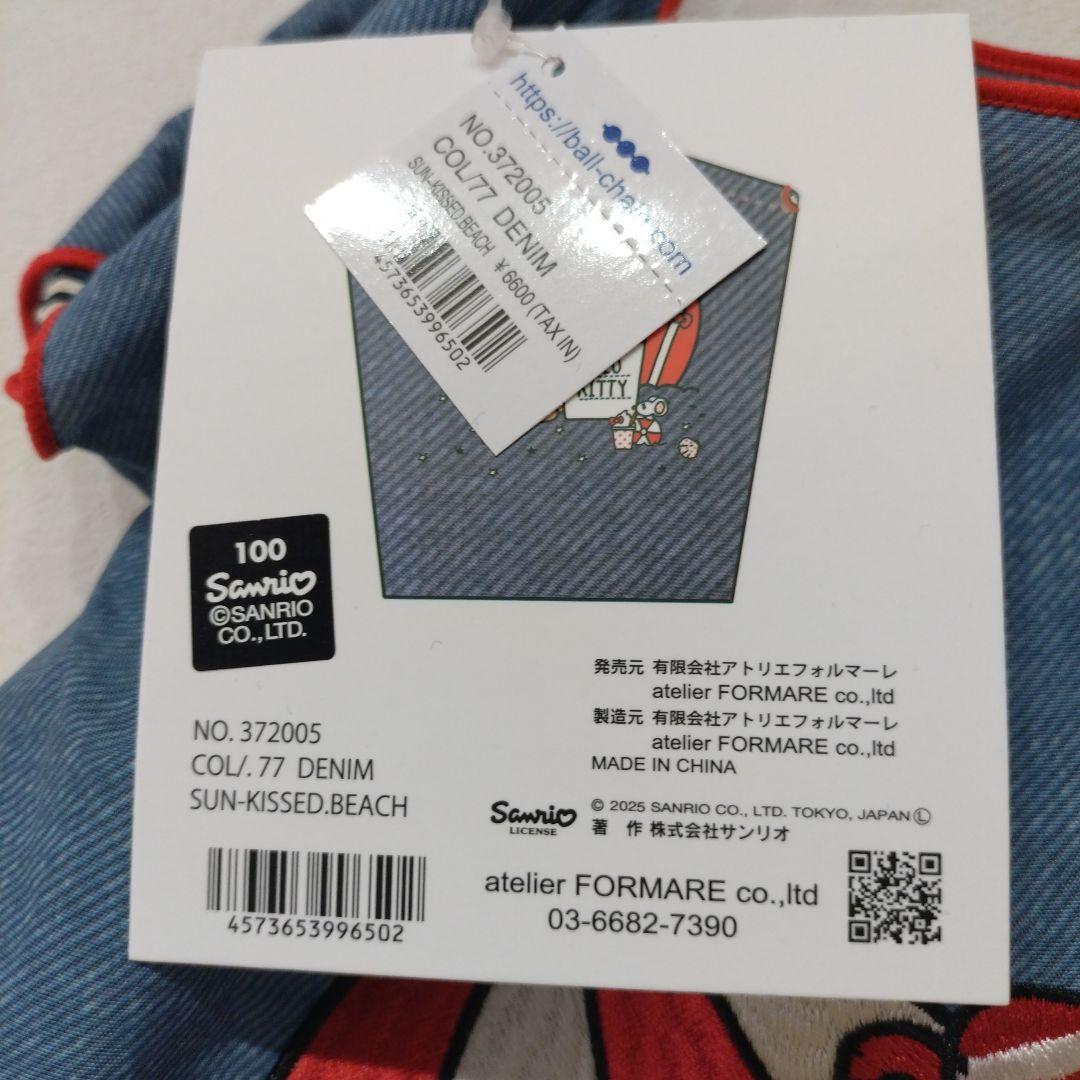 https://ball-chain.com
NO.372005
COL/77 DENIM
SUN-KISSED.BEACH ¥6600 (TAX IN)
4573653996502
KITTY
100
Sanrio
©SANRIO
CO.,LTD.
発売元 有限会社アトリエフォルマーレ
atelier FORMARE co.,ltd
製造元 有限会社アトリエフォルマーレ
atelier FORMARE co.,ltd
MADE IN CHINA
NO. 372005
COL/. 77 DENIM
SUN-KISSED.BEACH
4573653996502
Sanrio
LICENSE
© 2025 SANRIO CO., LTD. TOKYO, JAPAN Ⓛ
著 作 株式会社サンリオ
atelier FORMARE co.,ltd
03-6682-7390